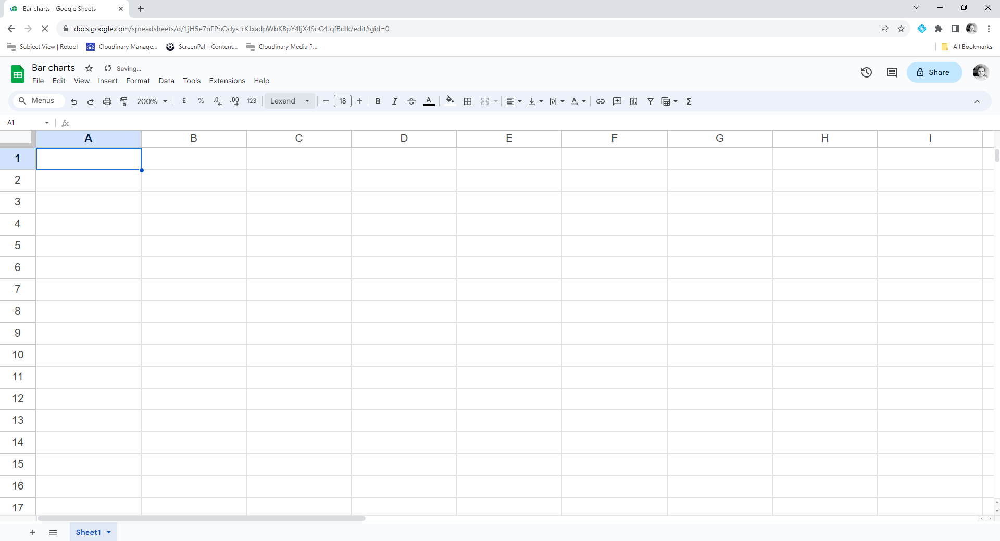 Bar charts - Google Sheets
docs.google.com/spreadsheets/d/1jH5e7nFPnOdys_rKJxadpWbKBpY4IjX4SoC4JqfBdIk/edit#gid=0
Subject View | Retool
Cloudinary Manage...
ScreenPal - Content...
Cloudinary Media P...
All Bookmarks
Bar charts
Saving...
File Edit View Insert Format Data Tools Extensions Help
Share
Menus
200%
£ % .0 .00 123
Lexend
18
B I A
Σ
A1
fx
A B C D E F G H I
1
2
3
4
5
6
7
8
9
10
11
12
13
14
15
16
17
Sheet1